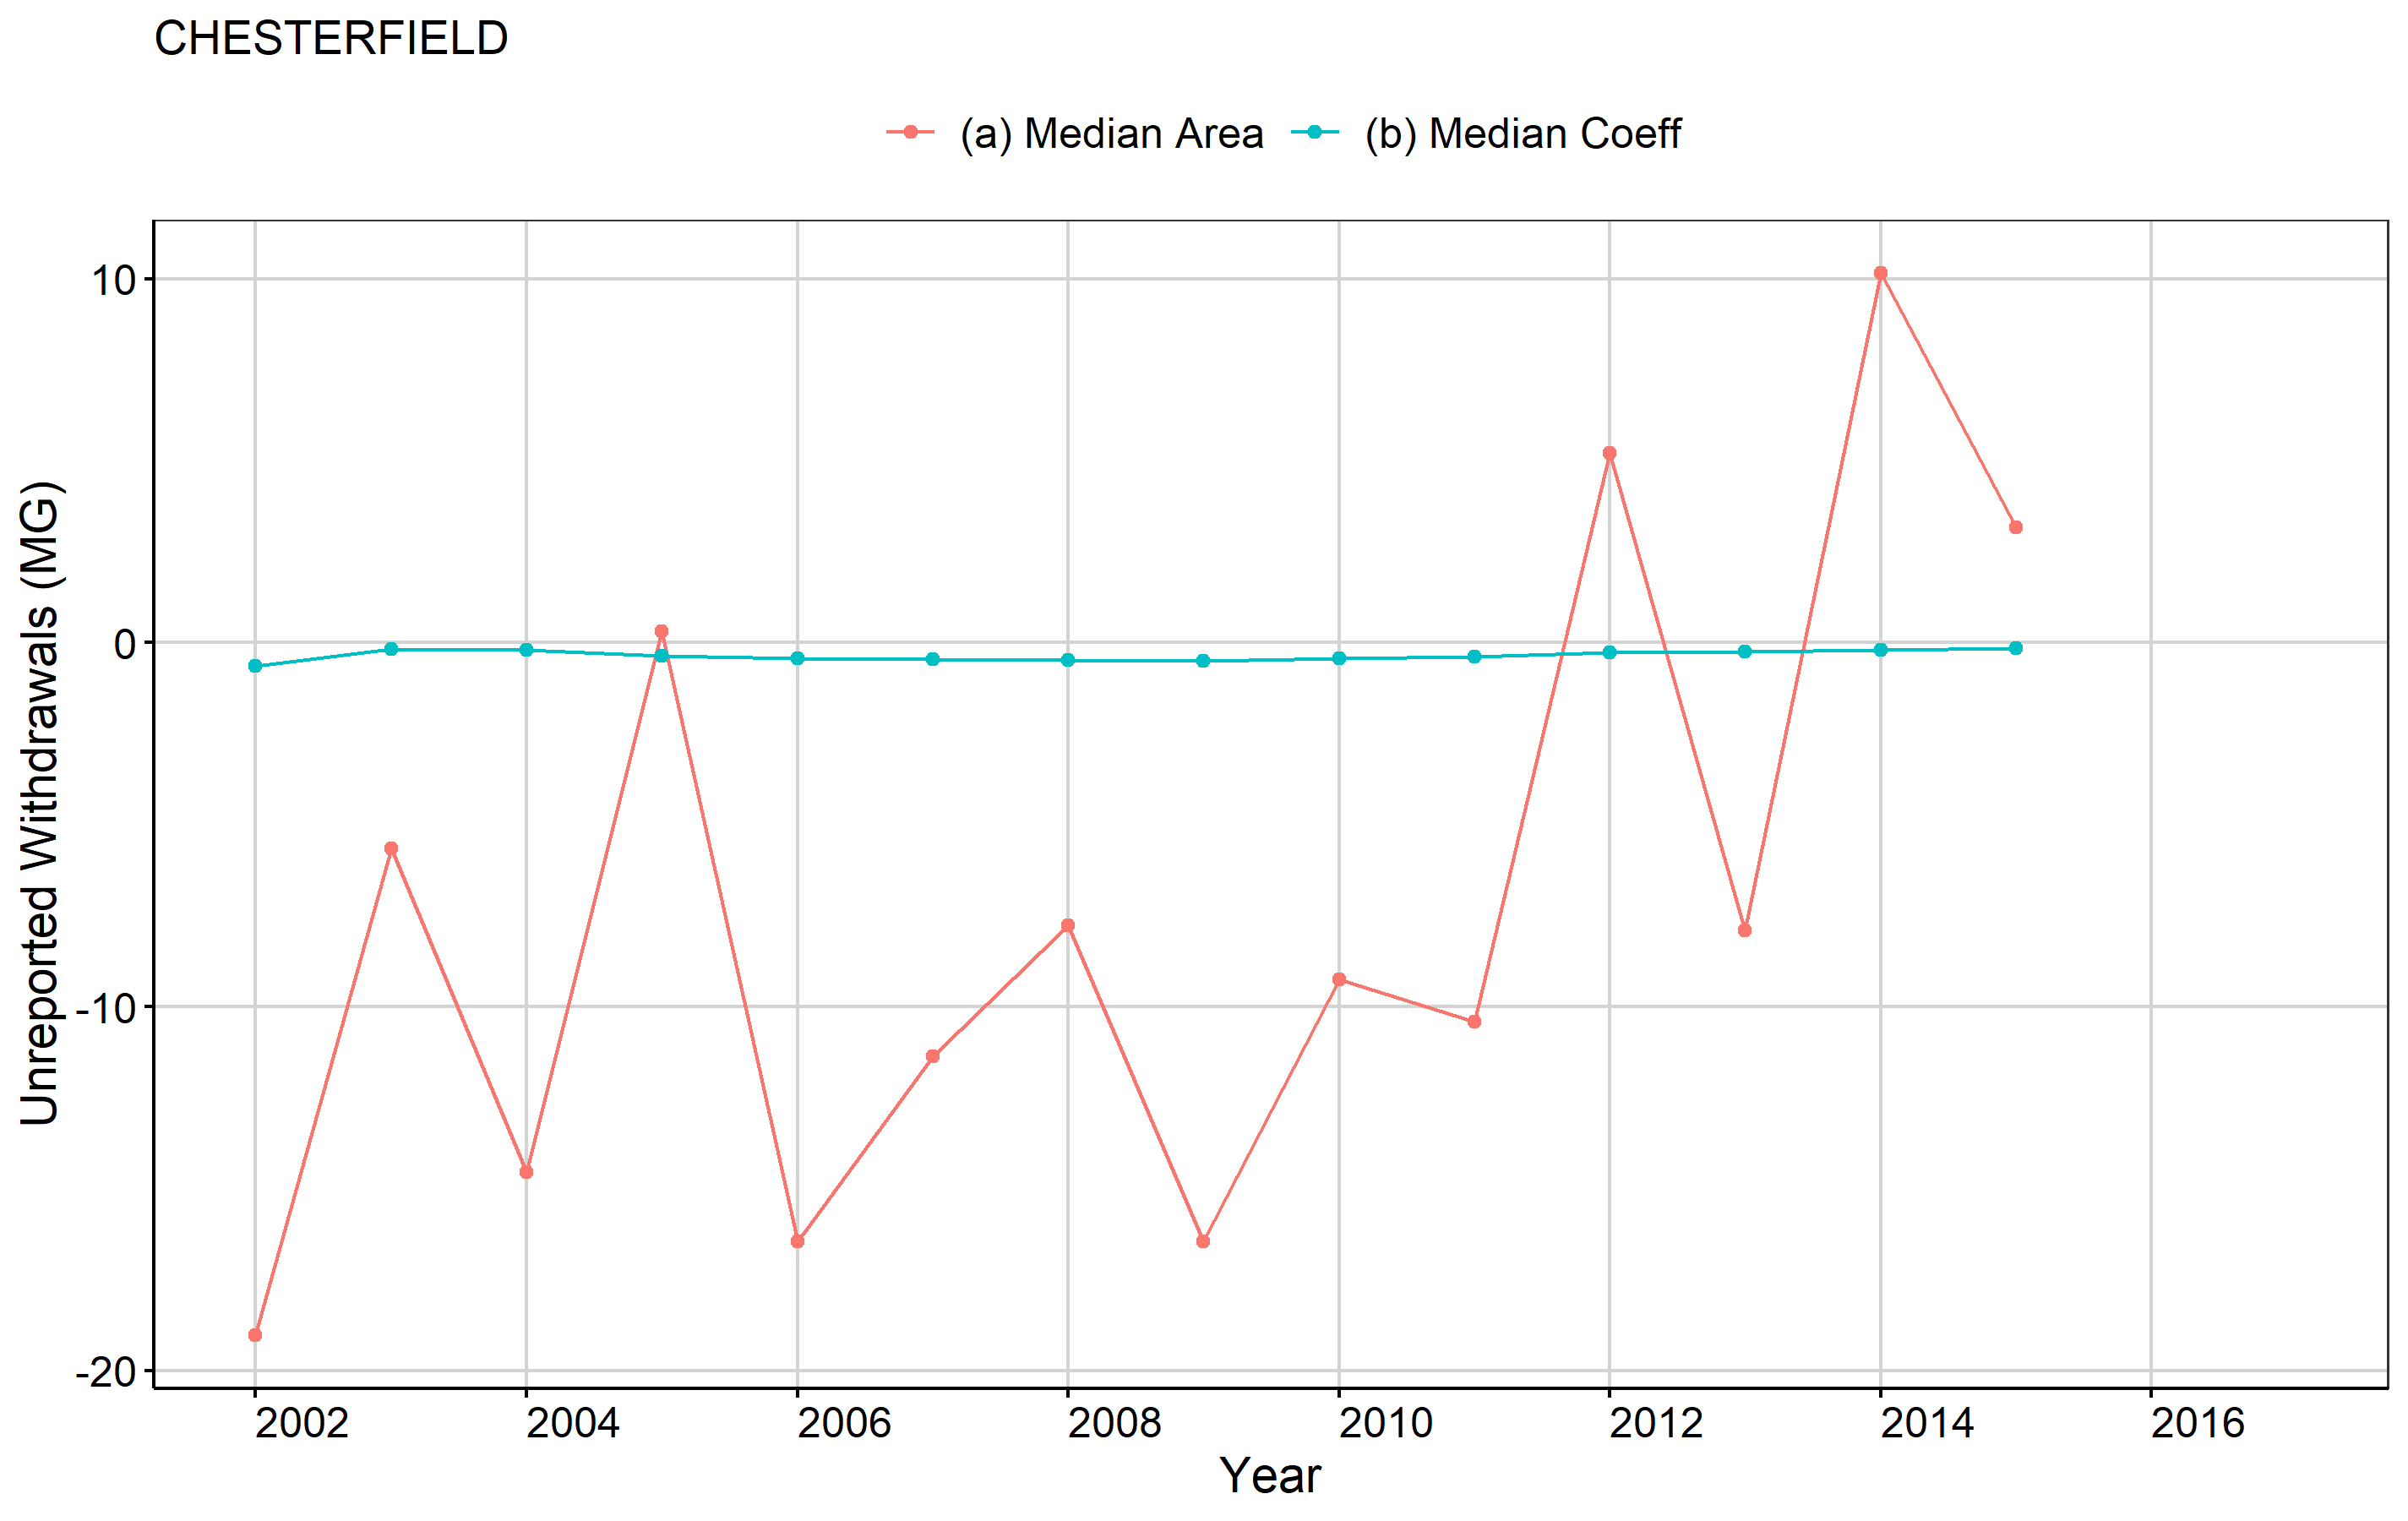 CHESTERFIELD
(a) Median Area (b) Median Coeff
Unreported Withdrawals (MG)
10
0
-10
-20
2002 2004 2006 2008 2010 2012 2014 2016
Year